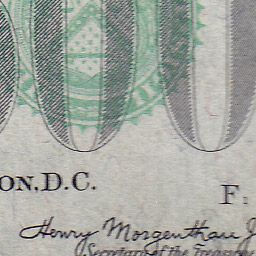 ON, D.C.
F
Henry Morgenthau J
Secretary of the Treasury